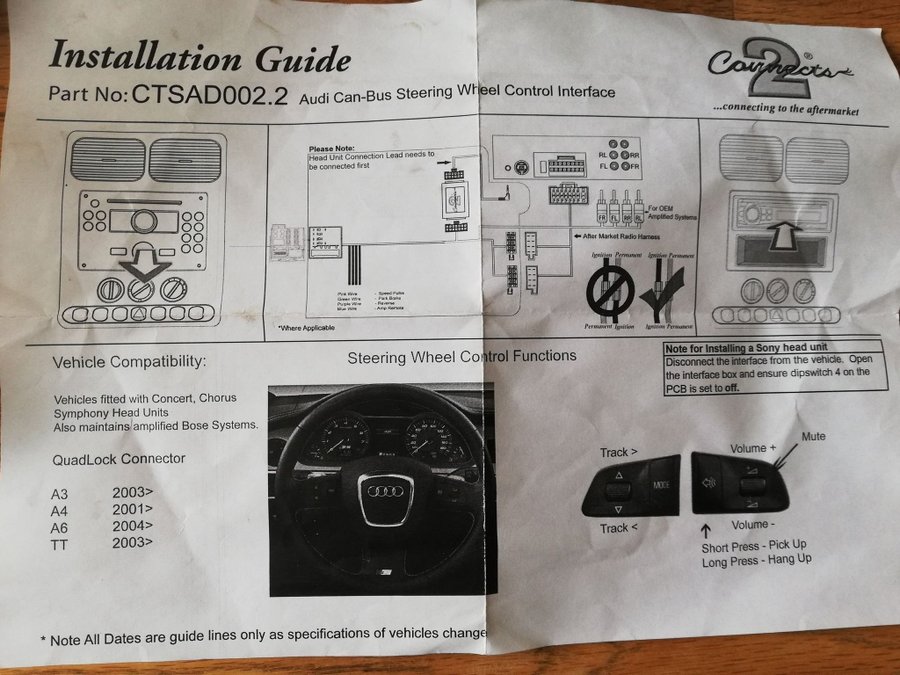 Installation Guide
Part No: CTSAD002.2 Audi Can-Bus Steering Wheel Control Interface
Connects 2 ®
...connecting to the aftermarket
Please Note:
Head Unit Connection Lead needs to
be connected first
RL RR
FL FR
FR FL RR RL
For OEM
Amplified Systems
After Market Radio Harness
Ignition Permanent Ignition Permanent
Permanent Ignition Ignition Permanent
Pink Wire - Speed Pulse
Green Wire - Park Brake
Purple Wire - Reverse
Blue Wire - Amp Remote
*Where Applicable
Vehicle Compatibility:
Vehicles fitted with Concert, Chorus
Symphony Head Units
Also maintains amplified Bose Systems.
QuadLock Connector
A3 2003>
A4 2001>
A6 2004>
TT 2003>
Steering Wheel Control Functions
Note for Installing a Sony head unit
Disconnect the interface from the vehicle. Open
the interface box and ensure dipswitch 4 on the
PCB is set to off.
Track >
MODE
Track <
Volume +
Mute
Volume -
Short Press - Pick Up
Long Press - Hang Up
* Note All Dates are guide lines only as specifications of vehicles change